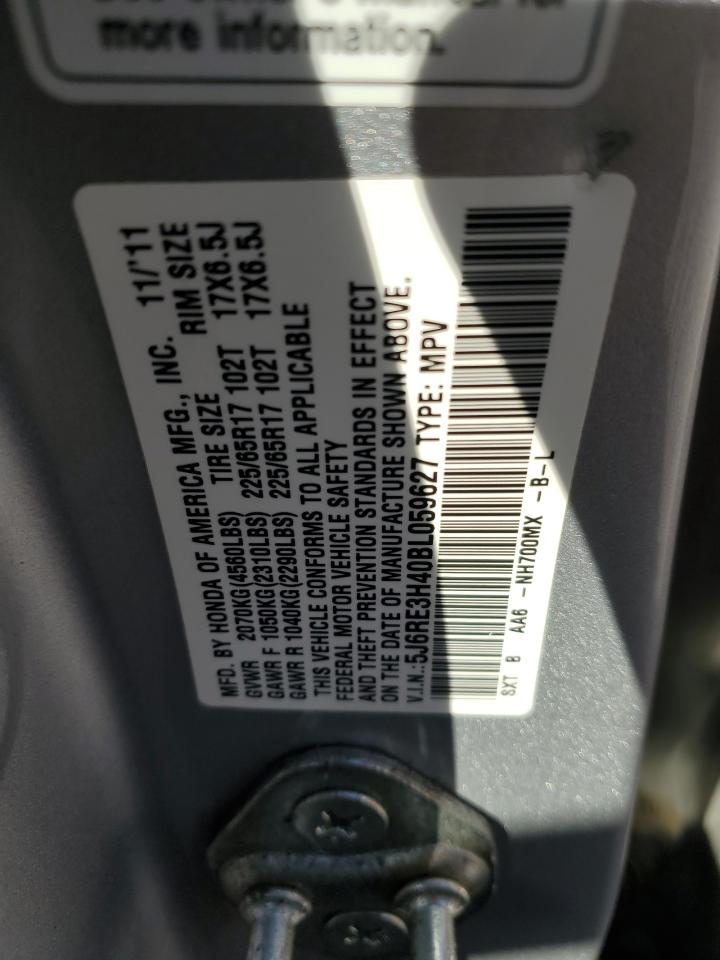 more information.
MFD. BY HONDA OF AMERICA MFG., INC. 11/'11
TIRE SIZE RIM SIZE
GVWR 2070KG(4560LBS)
GAWR F 1050KG(2310LBS) 225/65R17 102T 17X6.5J
GAWR R 1040KG(2290LBS) 225/65R17 102T 17X6.5J
THIS VEHICLE CONFORMS TO ALL APPLICABLE
FEDERAL MOTOR VEHICLE SAFETY
AND THEFT PREVENTION STANDARDS IN EFFECT
ON THE DATE OF MANUFACTURE SHOWN ABOVE.
V.I.N.:5J6RE3H40BL059627 TYPE: MPV
SXT B AA6 -NH700MX -B-L